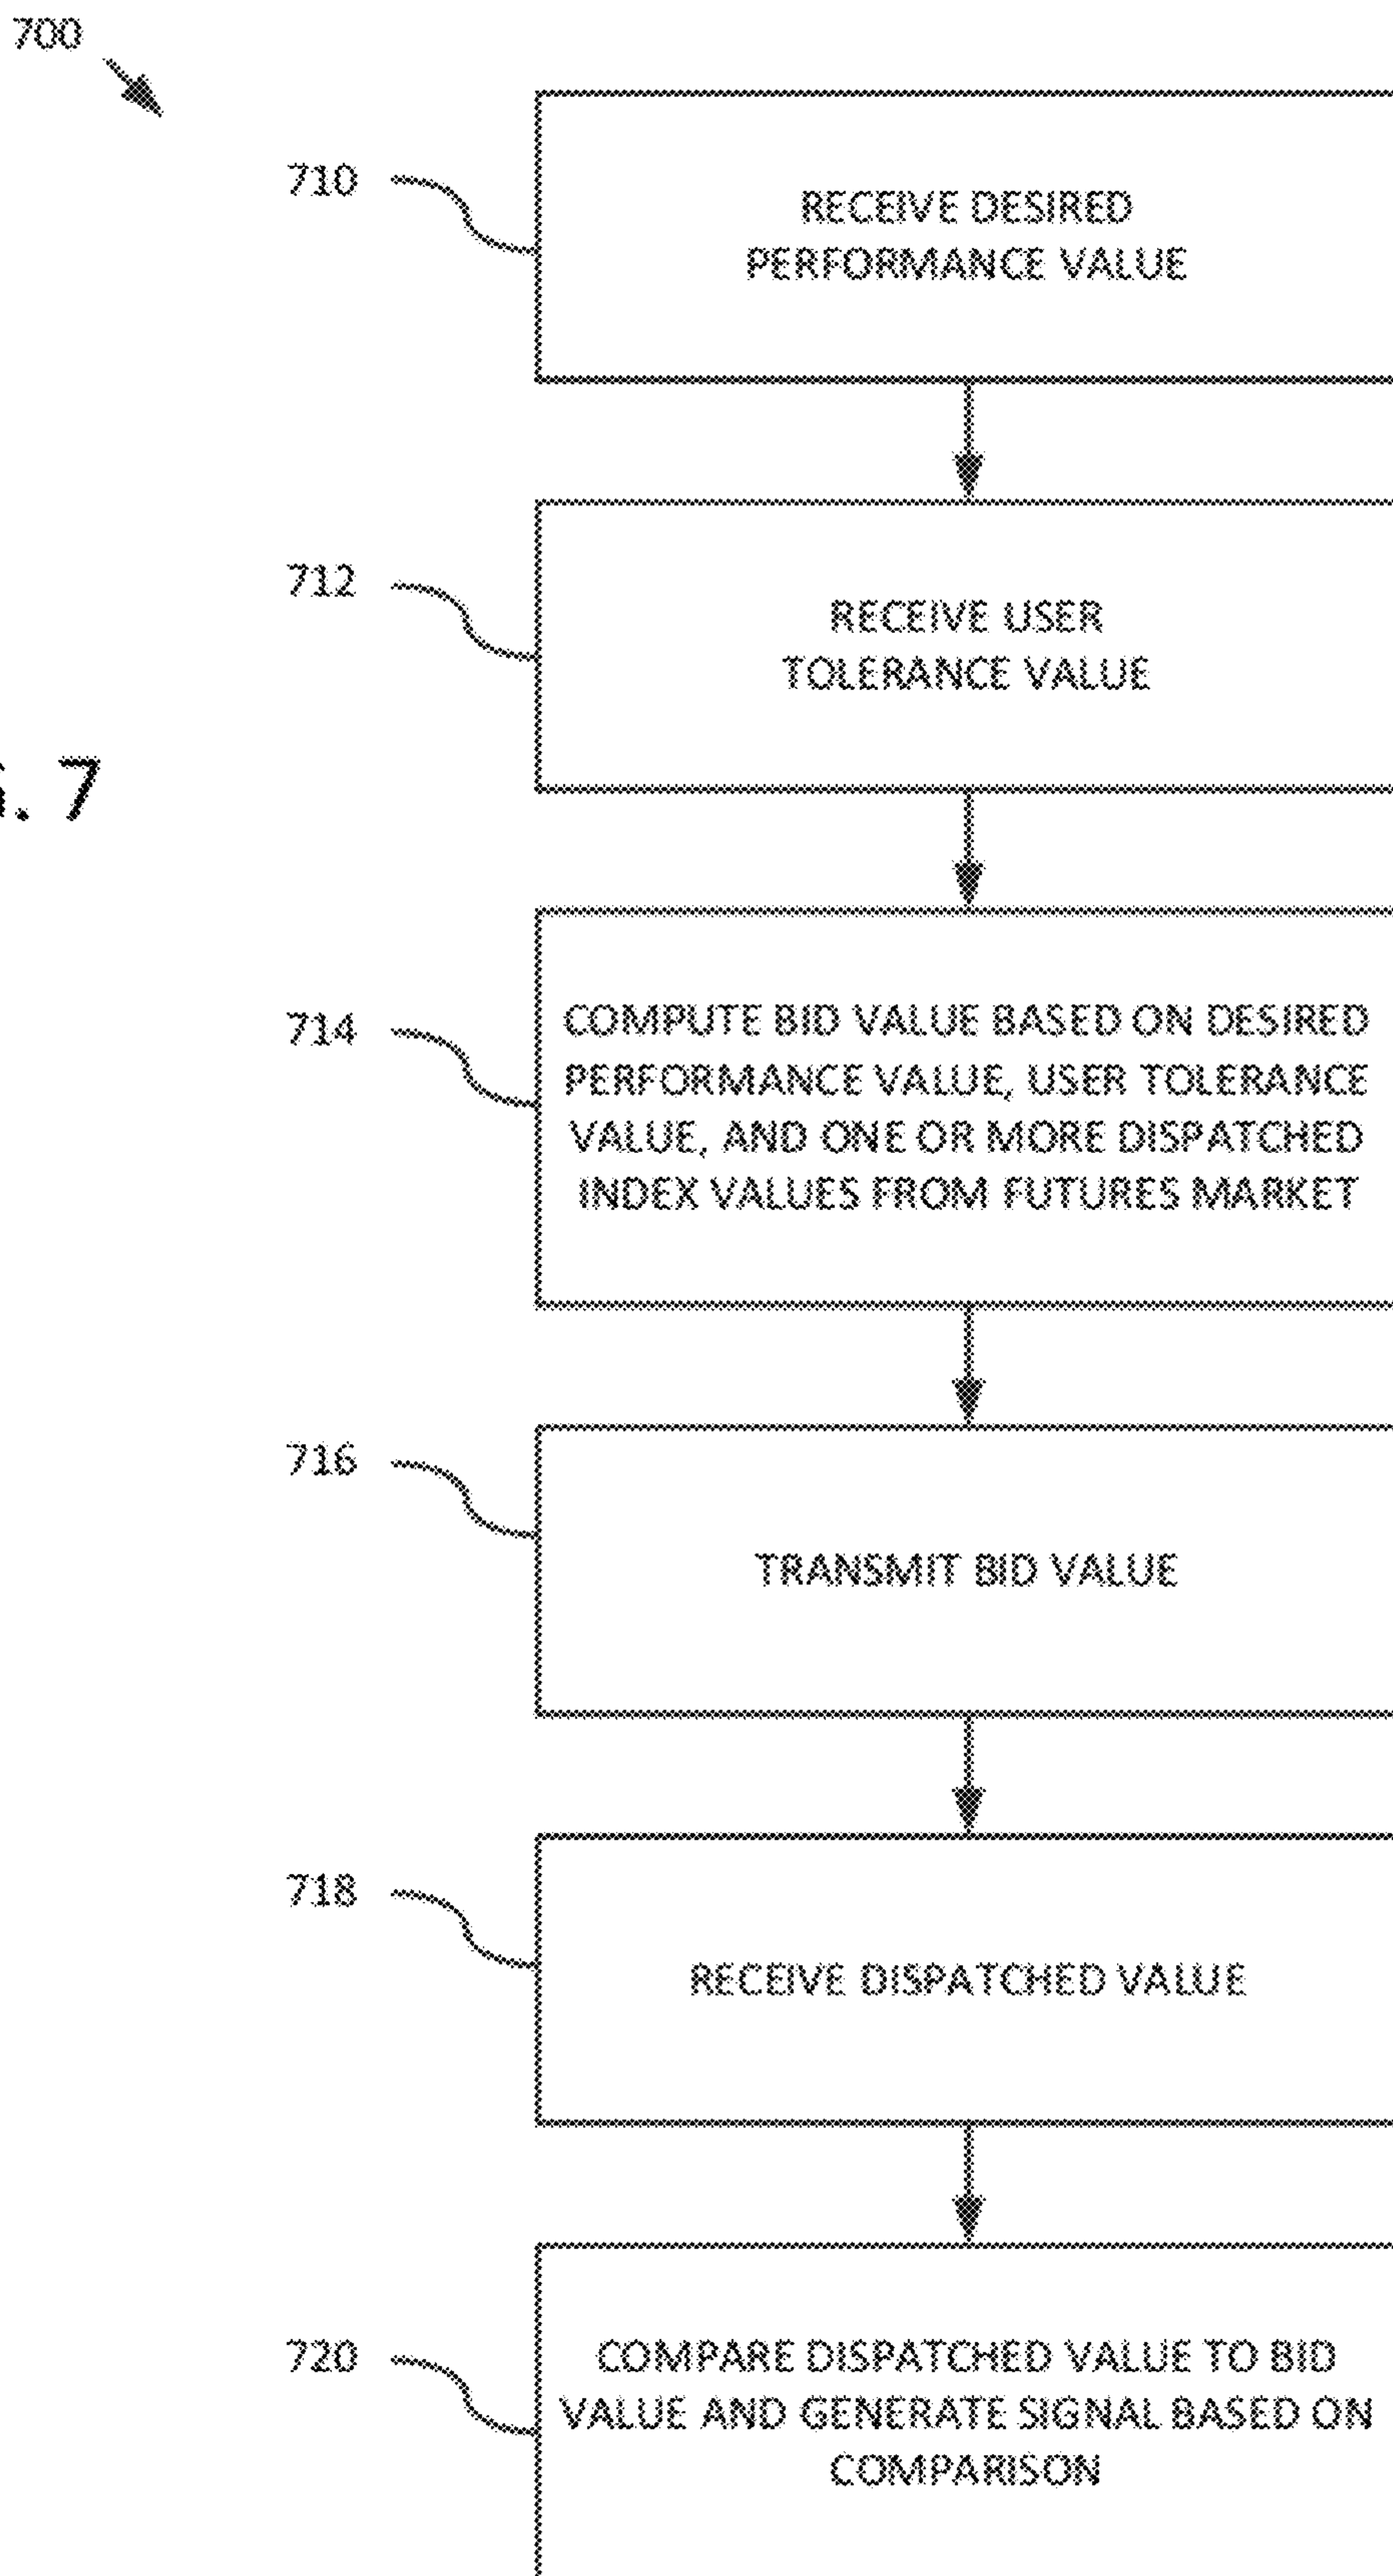 700
710
RECEIVE DESIRED
PERFORMANCE VALUE
712
RECEIVE USER
TOLERANCE VALUE
. 7
714
COMPUTE BID VALUE BASED ON DESIRED
PERFORMANCE VALUE, USER TOLERANCE
VALUE, AND ONE OR MORE DISPATCHED
INDEX VALUES FROM FUTURES MARKET
716
TRANSMIT BID VALUE
718
RECEIVE DISPATCHED VALUE
720
COMPARE DISPATCHED VALUE TO BID
VALUE AND GENERATE SIGNAL BASED ON
COMPARISON